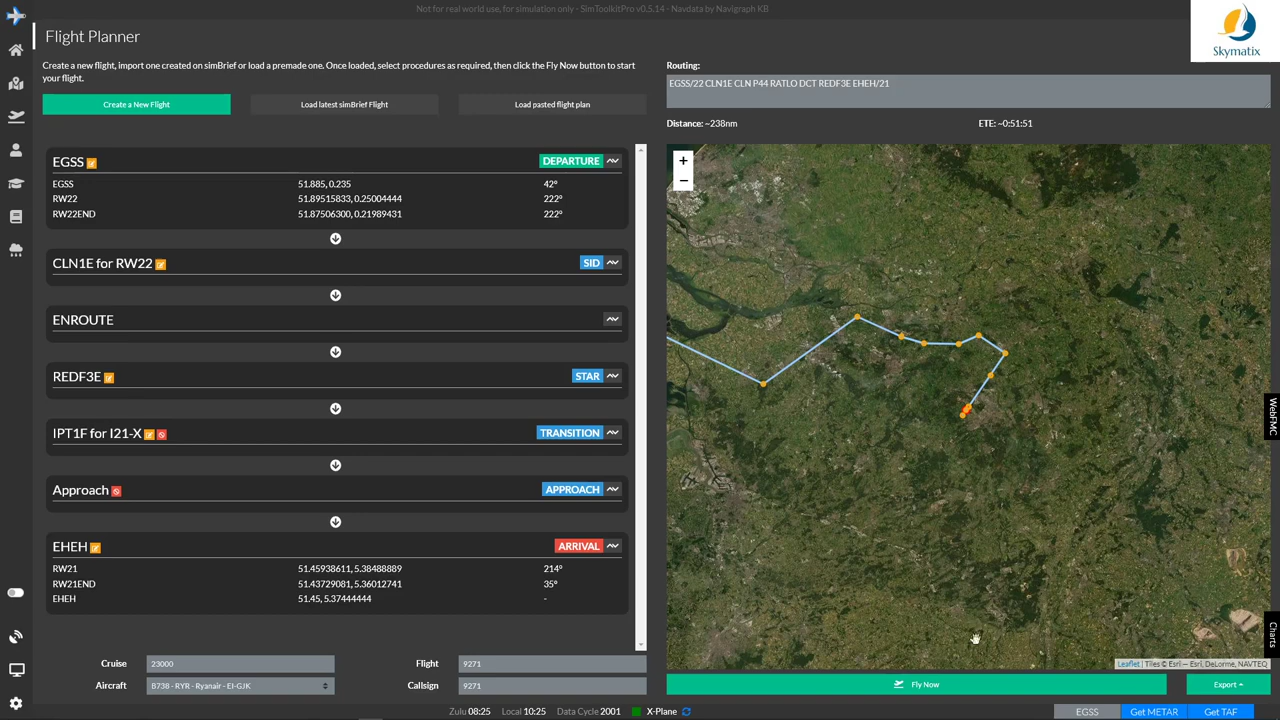 Not for real world use, for simulation only - SimToolkitPro v0.5.14 - Navdata by Navigraph KB
Skymatix
Flight Planner
Create a new flight, import one created on simBrief or load a premade one. Once loaded, select procedures as required, then click the Fly Now button to start
your flight.
Create a New Flight
Load latest simBrief Flight
Load pasted flight plan
Routing:
EGSS/22 CLN1E CLN P44 RATLO DCT REDF3E EHEH/21
Distance: ~238nm
ETE: ~0:51:51
EGSS
DEPARTURE
EGSS 51.885, 0.235 42°
RW22 51.89515833, 0.25004444 222°
RW22END 51.87506300, 0.21989431 222°
CLN1E for RW22
SID
ENROUTE
REDF3E
STAR
IPT1F for I21-X
TRANSITION
Approach
APPROACH
EHEH
ARRIVAL
RW21 51.45938611, 5.38488889 214°
RW21END 51.43729081, 5.36012741 35°
EHEH 51.45, 5.37444444 -
Cruise 23000
Flight 9271
Aircraft B738 - RYR - Ryanair - EI-GJK
Callsign 9271
+
−
WebFMC
Charts
Leaflet | Tiles © Esri — Esri, DeLorme, NAVTEQ
Fly Now
Export
Zulu 08:25 Local 10:25 Data Cycle 2001 X-Plane
EGSS
Get METAR
Get TAF